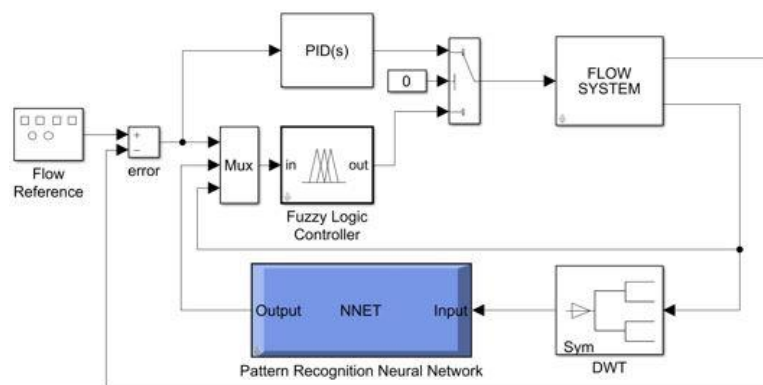 PID(s)
0
FLOW
SYSTEM
+
−
Flow
Reference
error
Mux
in
out
Fuzzy Logic
Controller
Output
NNET
Input
Pattern Recognition Neural Network
Sym
DWT